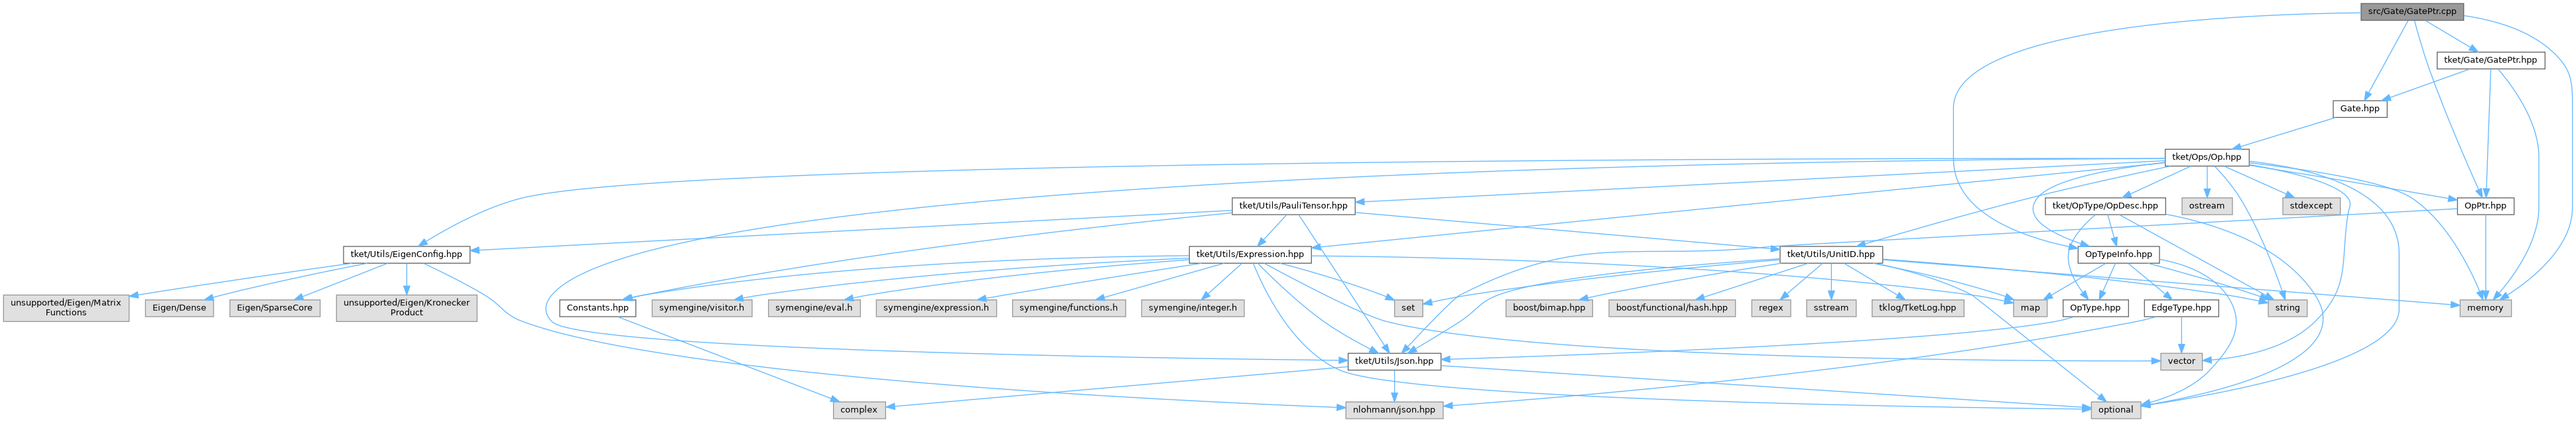 src/Gate/GatePtr.cpp
tket/Gate/GatePtr.hpp
Gate.hpp
tket/Ops/Op.hpp
tket/Utils/PauliTensor.hpp
tket/OpType/OpDesc.hpp
ostream
stdexcept
OpPtr.hpp
tket/Utils/EigenConfig.hpp
tket/Utils/Expression.hpp
tket/Utils/UnitID.hpp
OpTypeInfo.hpp
unsupported/Eigen/Matrix
Functions
Eigen/Dense
Eigen/SparseCore
unsupported/Eigen/Kronecker
Product
Constants.hpp
symengine/visitor.h
symengine/eval.h
symengine/expression.h
symengine/functions.h
symengine/integer.h
set
boost/bimap.hpp
boost/functional/hash.hpp
regex
sstream
tklog/TketLog.hpp
map
OpType.hpp
EdgeType.hpp
string
memory
tket/Utils/Json.hpp
vector
complex
nlohmann/json.hpp
optional